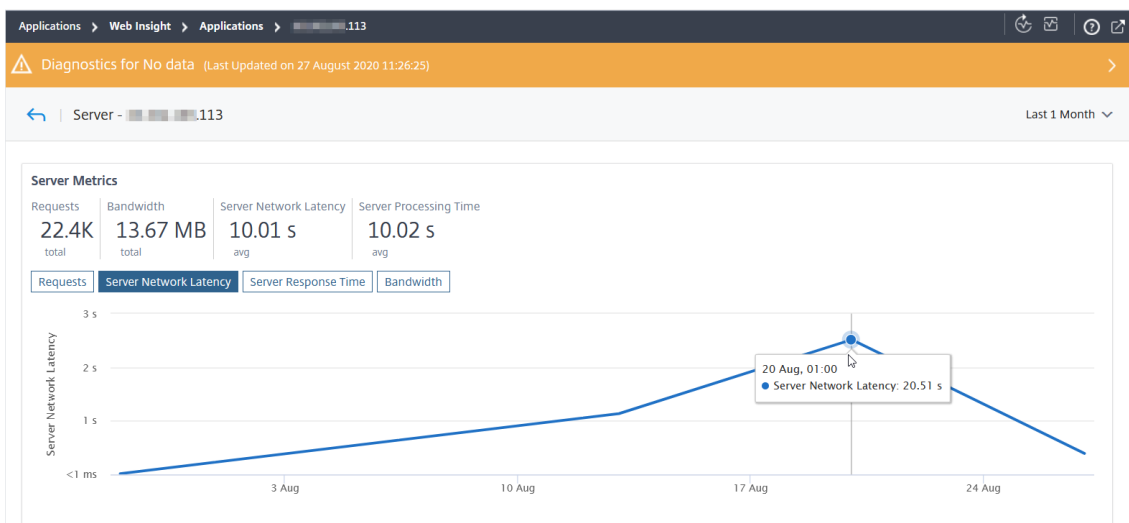 Applications > Web Insight > Applications > .113
Diagnostics for No data (Last Updated on 27 August 2020 11:26:25)
Server - .113
Last 1 Month
Server Metrics
Requests Bandwidth Server Network Latency Server Processing Time
22.4K 13.67 MB 10.01 s 10.02 s
total total avg avg
Requests Server Network Latency Server Response Time Bandwidth
Server Network Latency
3 s
2 s
1 s
<1 ms
20 Aug, 01:00
Server Network Latency: 20.51 s
3 Aug 10 Aug 17 Aug 24 Aug